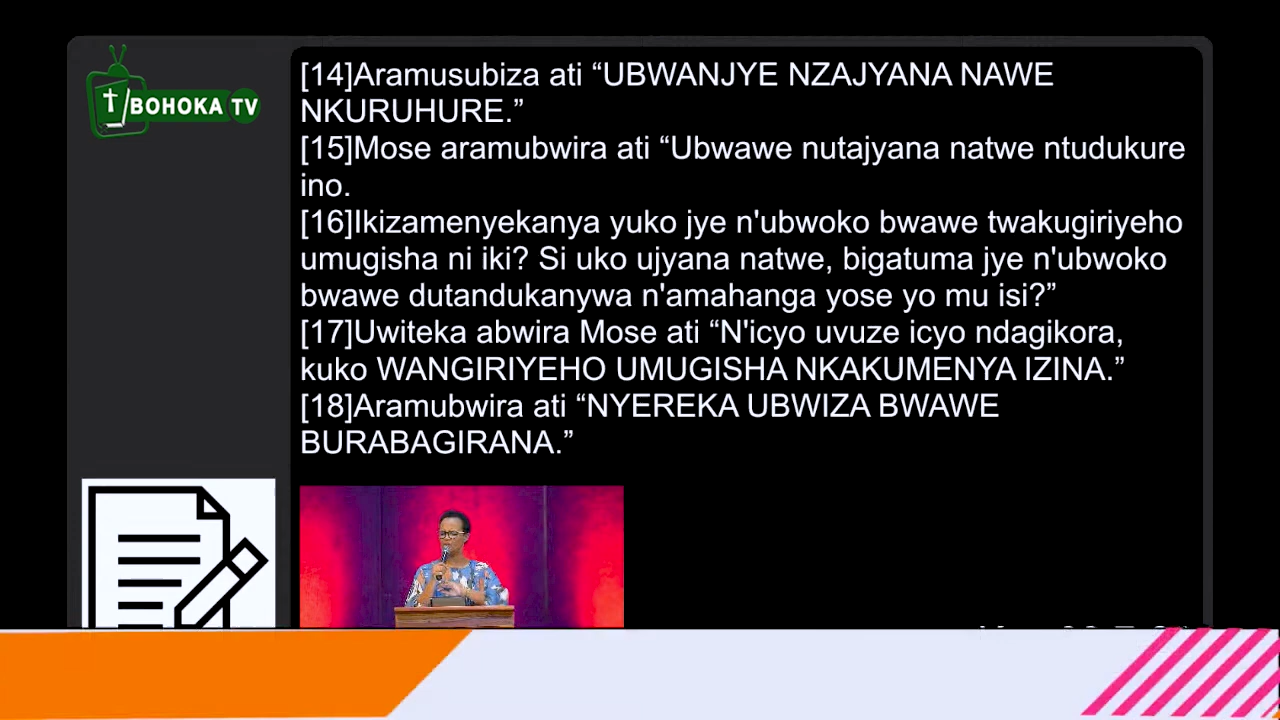 BOHOKA TV
[14]Aramusubiza ati “UBWANJYE NZAJYANA NAWE
NKURUHURE.”
[15]Mose aramubwira ati “Ubwawe nutajyana natwe ntudukure
ino.
[16]Ikizamenyekanya yuko jye n'ubwoko bwawe twakugiriyeho
umugisha ni iki? Si uko ujyana natwe, bigatuma jye n'ubwoko
bwawe dutandukanywa n'amahanga yose yo mu isi?”
[17]Uwiteka abwira Mose ati “N'icyo uvuze icyo ndagikora,
kuko WANGIRIYEHO UMUGISHA NKAKUMENYA IZINA.”
[18]Aramubwira ati “NYEREKA UBWIZA BWAWE
BURABAGIRANA.”